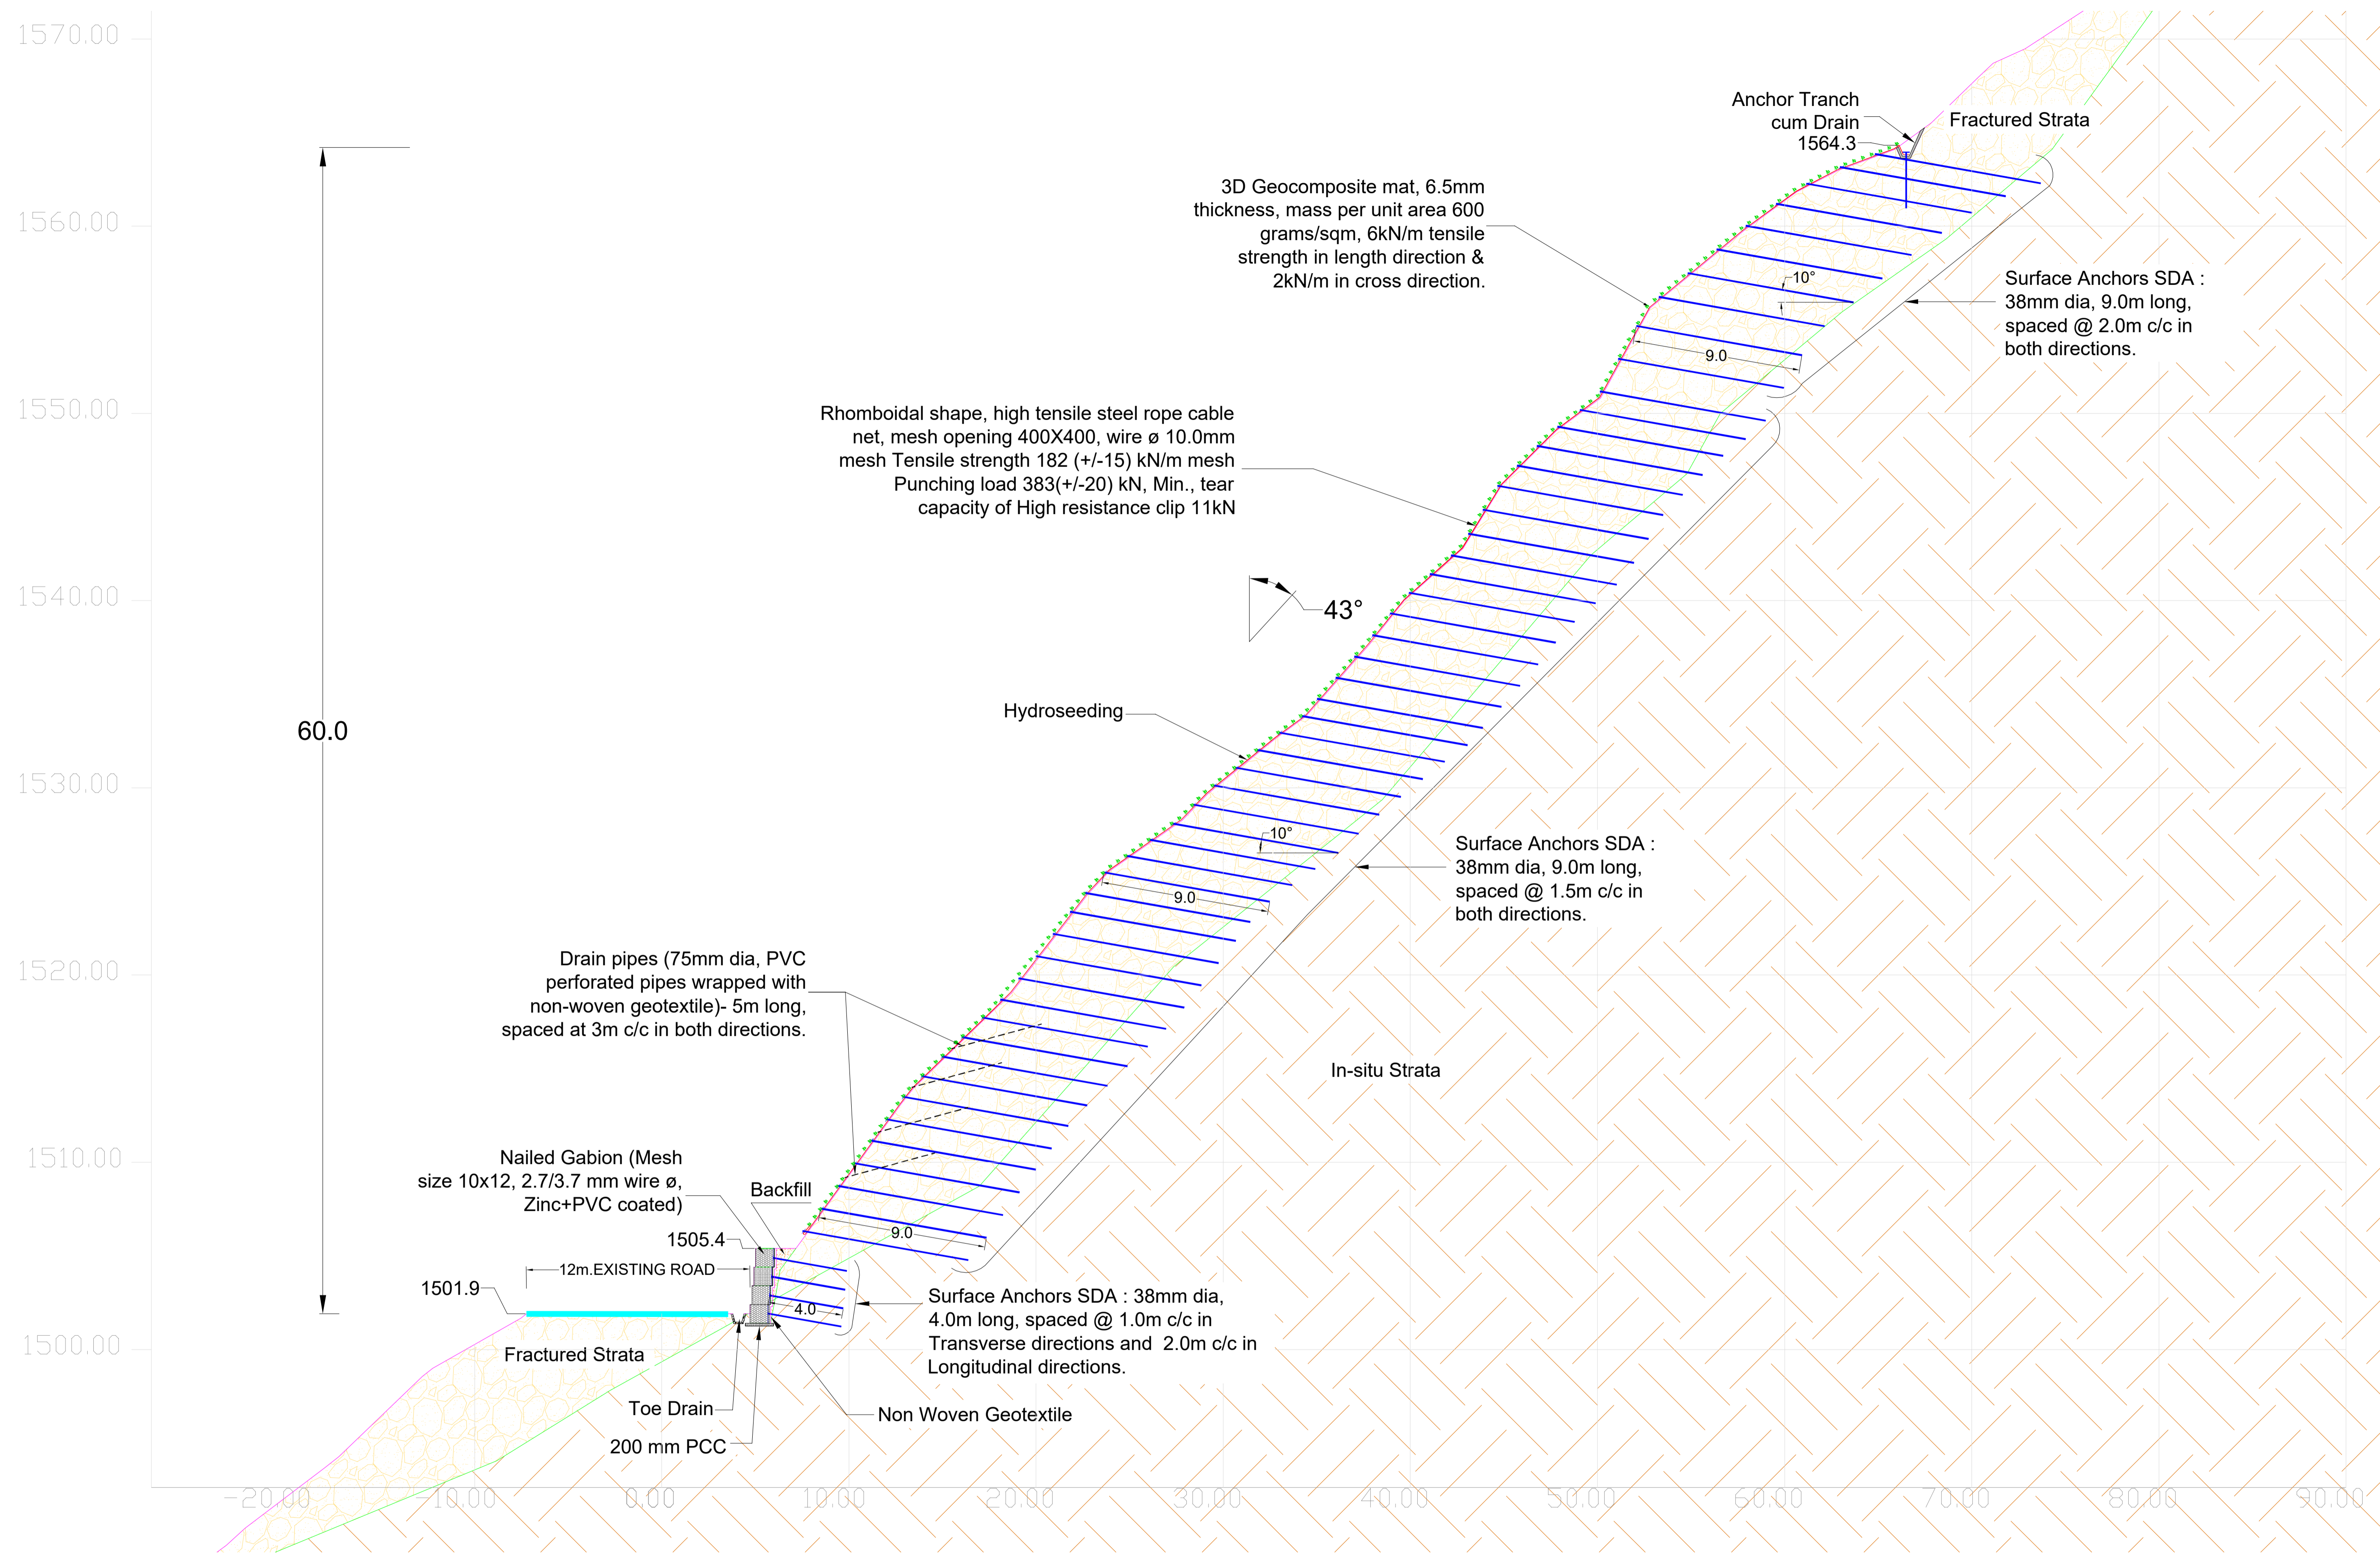 1570.00
1560.00
1550.00
1540.00
1530.00
1520.00
1510.00
1500.00
Anchor Tranch
cum Drain
1564.3
Fractured Strata
3D Geocomposite mat, 6.5mm
thickness, mass per unit area 600
grams/sqm, 6kN/m tensile
strength in length direction &
2kN/m in cross direction.
10°
Surface Anchors SDA :
38mm dia, 9.0m long,
spaced @ 2.0m c/c in
both directions.
9.0
Rhomboidal shape, high tensile steel rope cable
net, mesh opening 400X400, wire ø 10.0mm
mesh Tensile strength 182 (+/-15) kN/m mesh
Punching load 383(+/-20) kN, Min., tear
capacity of High resistance clip 11kN
43°
60.0
Hydroseeding
10°
Surface Anchors SDA :
38mm dia, 9.0m long,
spaced @ 1.5m c/c in
both directions.
9.0
Drain pipes (75mm dia, PVC
perforated pipes wrapped with
non-woven geotextile)- 5m long,
spaced at 3m c/c in both directions.
In-situ Strata
Nailed Gabion (Mesh
size 10x12, 2.7/3.7 mm wire ø,
Zinc+PVC coated)
Backfill
9.0
1505.4
12m.EXISTING ROAD
1501.9
4.0
Surface Anchors SDA : 38mm dia,
4.0m long, spaced @ 1.0m c/c in
Transverse directions and  2.0m c/c in
Longitudinal directions.
Fractured Strata
Toe Drain
Non Woven Geotextile
200 mm PCC
-20.00
-10.00
0.00
10.00
20.00
30.00
40.00
50.00
60.00
70.00
80.00
90.00